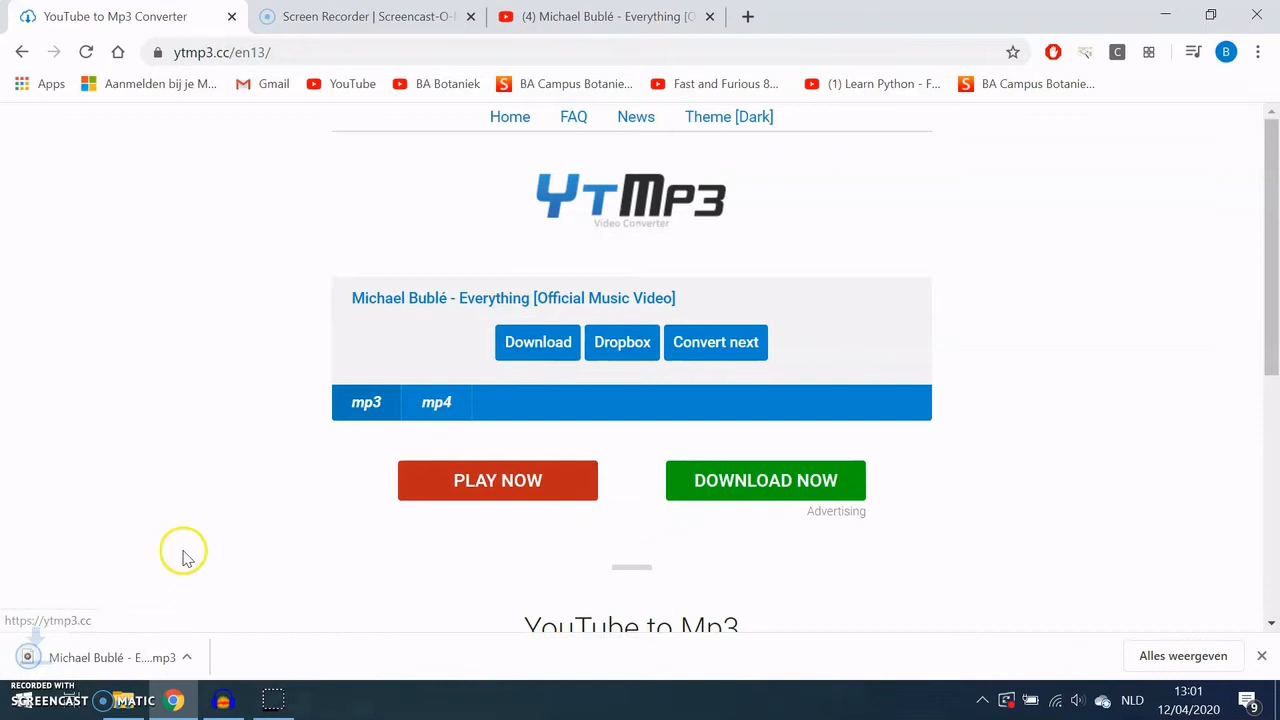 YouTube to Mp3 Converter
Screen Recorder | Screencast-O-
(4) Michael Bublé - Everything [O
ytmp3.cc/en13/
C
B
Apps
Aanmelden bij je M...
Gmail
YouTube
BA Botaniek
BA Campus Botanie...
Fast and Furious 8...
(1) Learn Python - F...
BA Campus Botanie...
Home
FAQ
News
Theme [Dark]
YTMP3
Video Converter
Michael Bublé - Everything [Official Music Video]
Download
Dropbox
Convert next
mp3
mp4
PLAY NOW
DOWNLOAD NOW
Advertising
YouTube to Mp3
https://ytmp3.cc
Michael Bublé - E....mp3
Alles weergeven
RECORDED WITH
SCREENCAST MATIC
NLD
13:01
12/04/2020
9